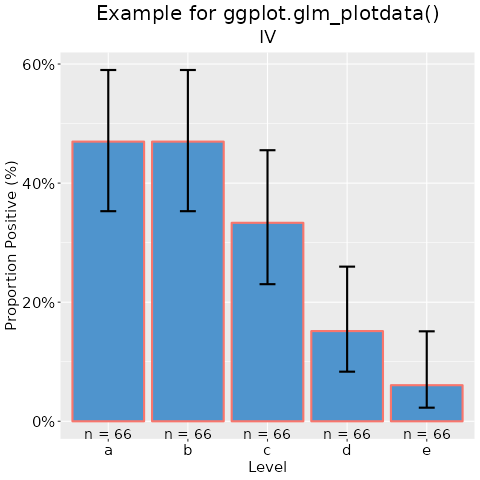 Example for ggplot.glm_plotdata()
IV
60%
40%
20%
0%
Proportion Positive (%)
n = 66 n = 66 n = 66 n = 66 n = 66
a b c d e
Level